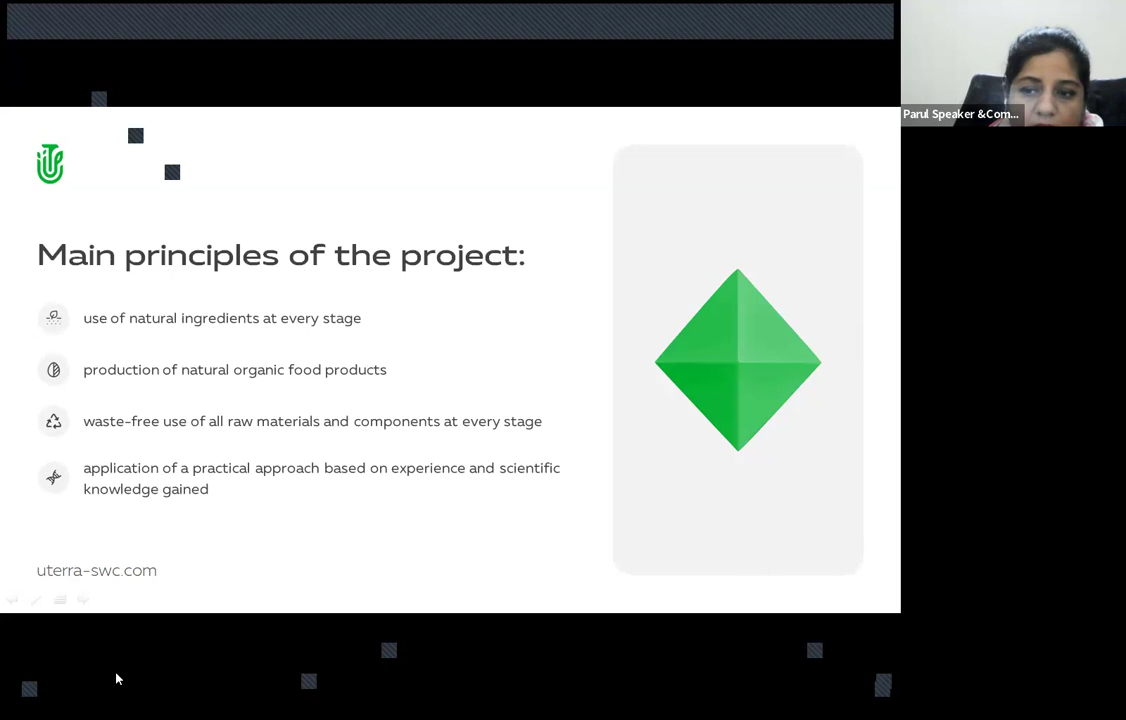 Parul Speaker &Com...
Main principles of the project:
use of natural ingredients at every stage
production of natural organic food products
waste-free use of all raw materials and components at every stage
application of a practical approach based on experience and scientific
knowledge gained
uterra-swc.com